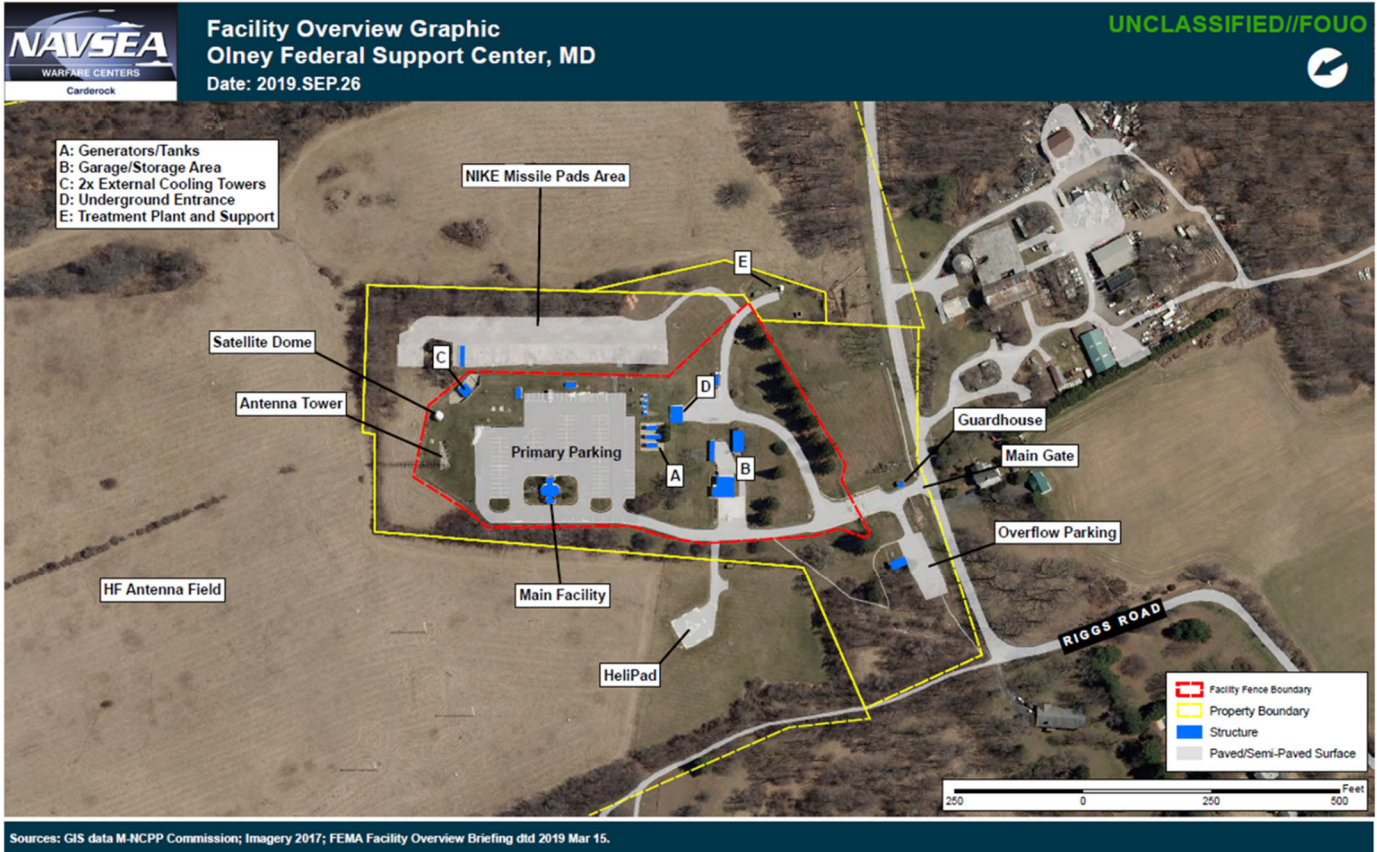 NAVSEA
WARFARE CENTERS
Carderock
Facility Overview Graphic
Olney Federal Support Center, MD
Date: 2019.SEP.26
UNCLASSIFIED//FOUO
A: Generators/Tanks
B: Garage/Storage Area
C: 2x External Cooling Towers
D: Underground Entrance
E: Treatment Plant and Support
NIKE Missile Pads Area
E
Satellite Dome
C
D
Antenna Tower
Guardhouse
Primary Parking
Main Gate
A
B
Overflow Parking
HF Antenna Field
Main Facility
RIGGS ROAD
HeliPad
Facility Fence Boundary
Property Boundary
Structure
Paved/Semi-Paved Surface
Feet
250 0 250 500
Sources: GIS data M-NCPP Commission; Imagery 2017; FEMA Facility Overview Briefing dtd 2019 Mar 15.